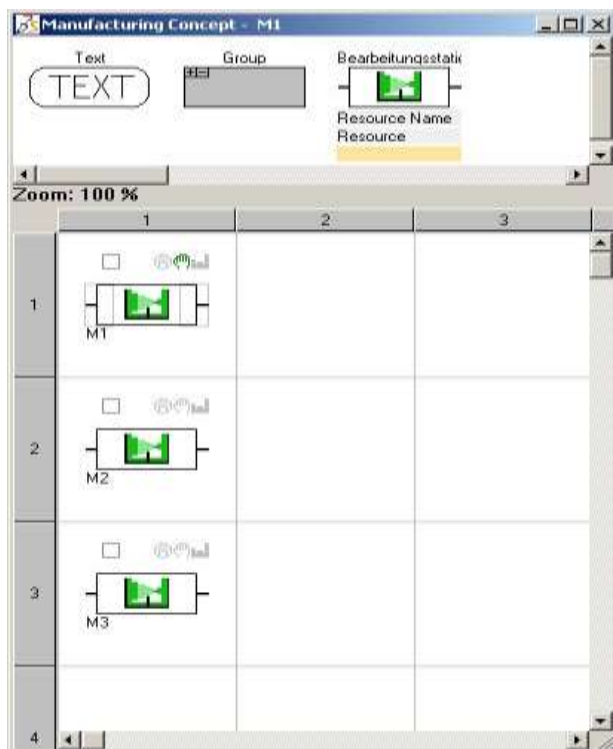 Manufacturing Concept - M1
Text
Group
Bearbeitungsstatic
TEXT
Resource Name
Resource
Zoom: 100 %
1 2 3
1
M1
2
M2
3
M3
4